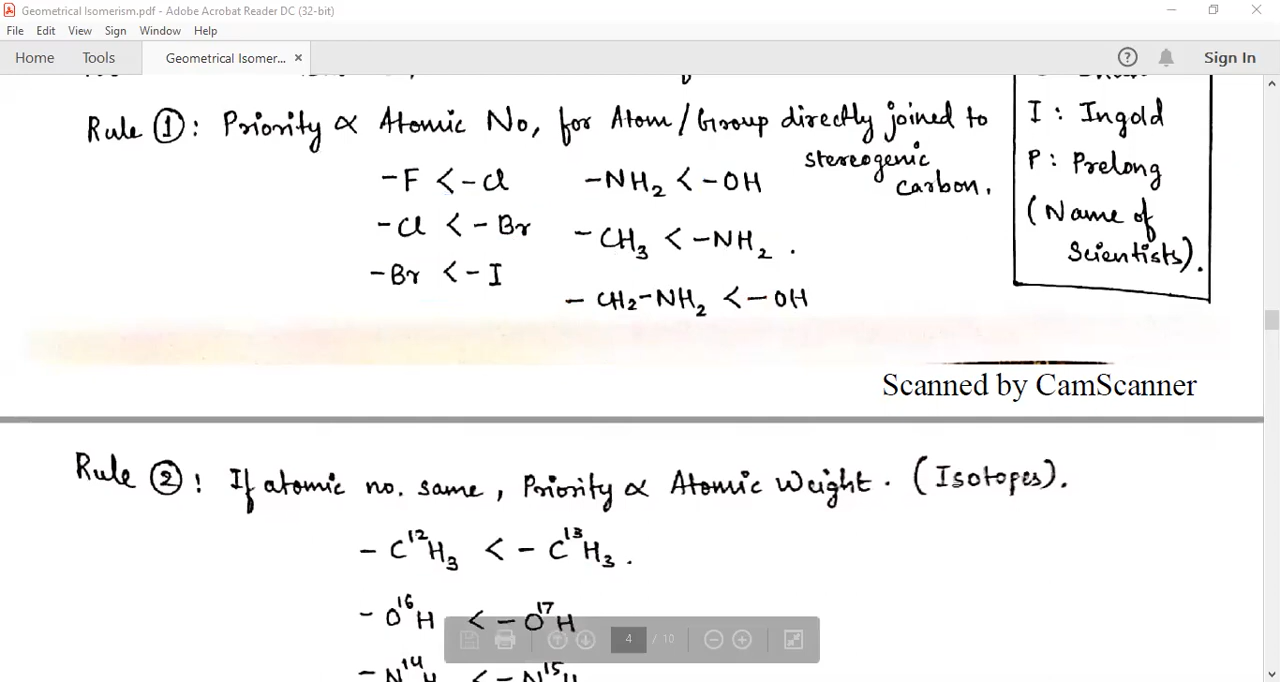 Geometrical Isomerism.pdf - Adobe Acrobat Reader DC (32-bit)
File Edit View Sign Window Help
Home Tools Geometrical Isomer... × Sign In
Rule ①: Priority ∝ Atomic No, for Atom/Group directly joined to
stereogenic
carbon.
-F < -Cl -NH₂ < -OH
-Cl < -Br -CH₃ < -NH₂.
-Br < -I
-CH₂-NH₂ < -OH
I : Ingold
P : Prelong
(Name of
Scientists).
Scanned by CamScanner
Rule ②: If atomic no. same, Priority ∝ Atomic Weight. (Isotopes).
-C¹²H₃ < -C¹³H₃.
-O¹⁶H < -O¹⁷H
4 / 10